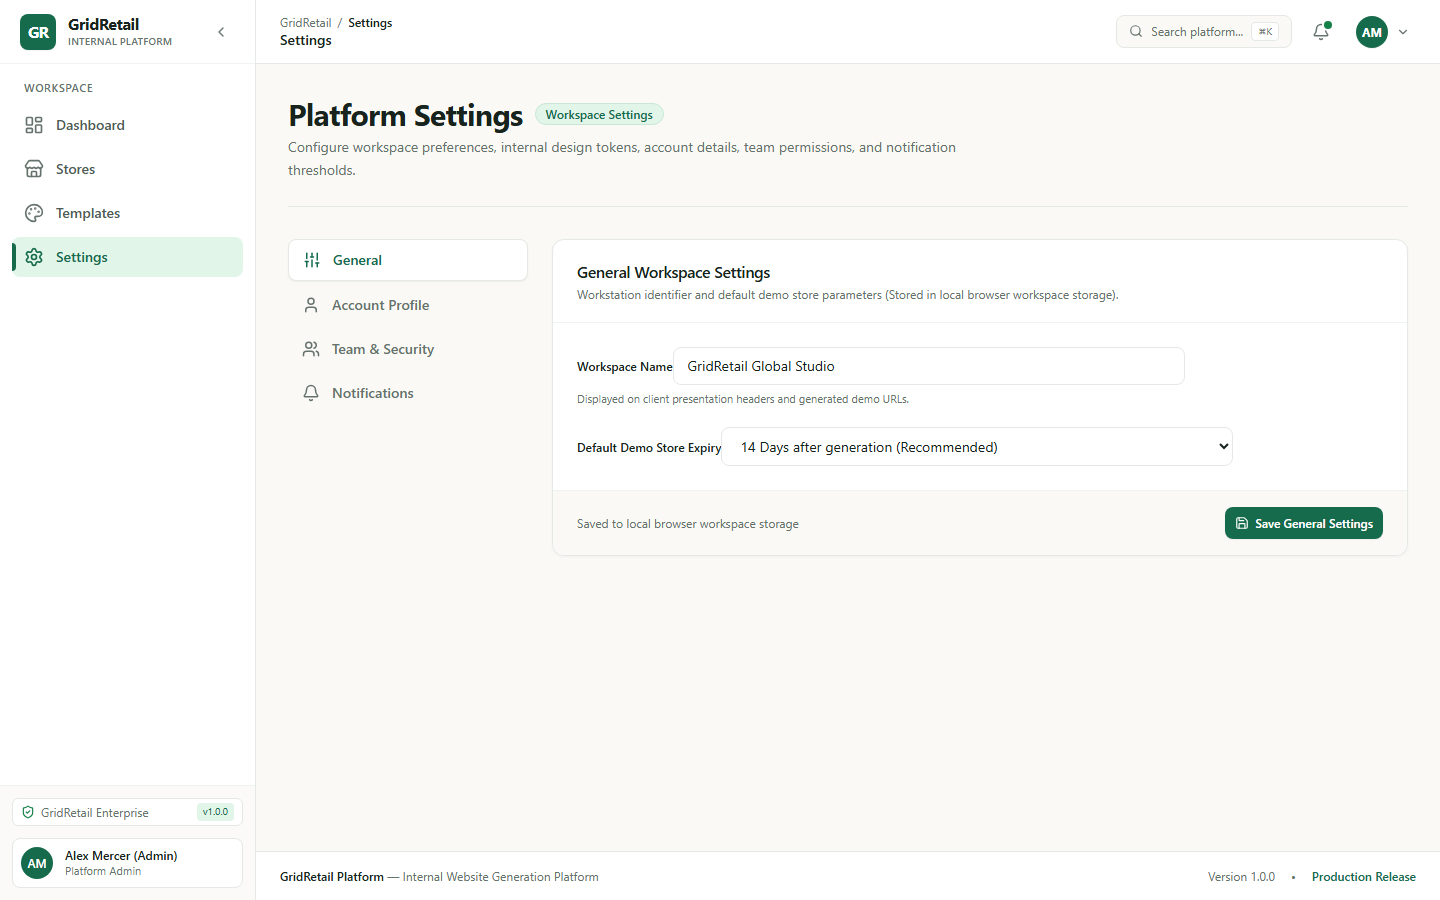 GR
GridRetail
INTERNAL PLATFORM
WORKSPACE
Dashboard
Stores
Templates
Settings
GridRetail Enterprise
v1.0.0
AM
Alex Mercer (Admin)
Platform Admin
GridRetail / Settings
Settings
Search platform...
⌘K
AM
Platform Settings
Workspace Settings
Configure workspace preferences, internal design tokens, account details, team permissions, and notification
thresholds.
General
Account Profile
Team & Security
Notifications
General Workspace Settings
Workstation identifier and default demo store parameters (Stored in local browser workspace storage).
Workspace Name
GridRetail Global Studio
Displayed on client presentation headers and generated demo URLs.
Default Demo Store Expiry
14 Days after generation (Recommended)
Saved to local browser workspace storage
Save General Settings
GridRetail Platform — Internal Website Generation Platform
Version 1.0.0 • Production Release